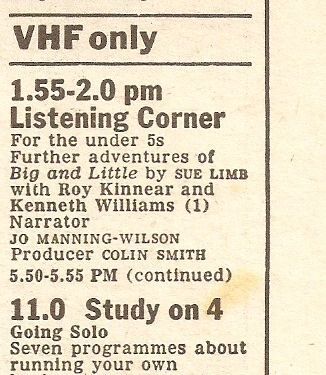 VHF only
1.55-2.0 pm
Listening Corner
For the under 5s
Further adventures of
Big and Little by SUE LIMB
with Roy Kinnear and
Kenneth Williams (1)
Narrator
JO MANNING-WILSON
Producer COLIN SMITH
5.50-5.55 PM (continued)
11.0 Study on 4
Going Solo
Seven programmes about
running your own